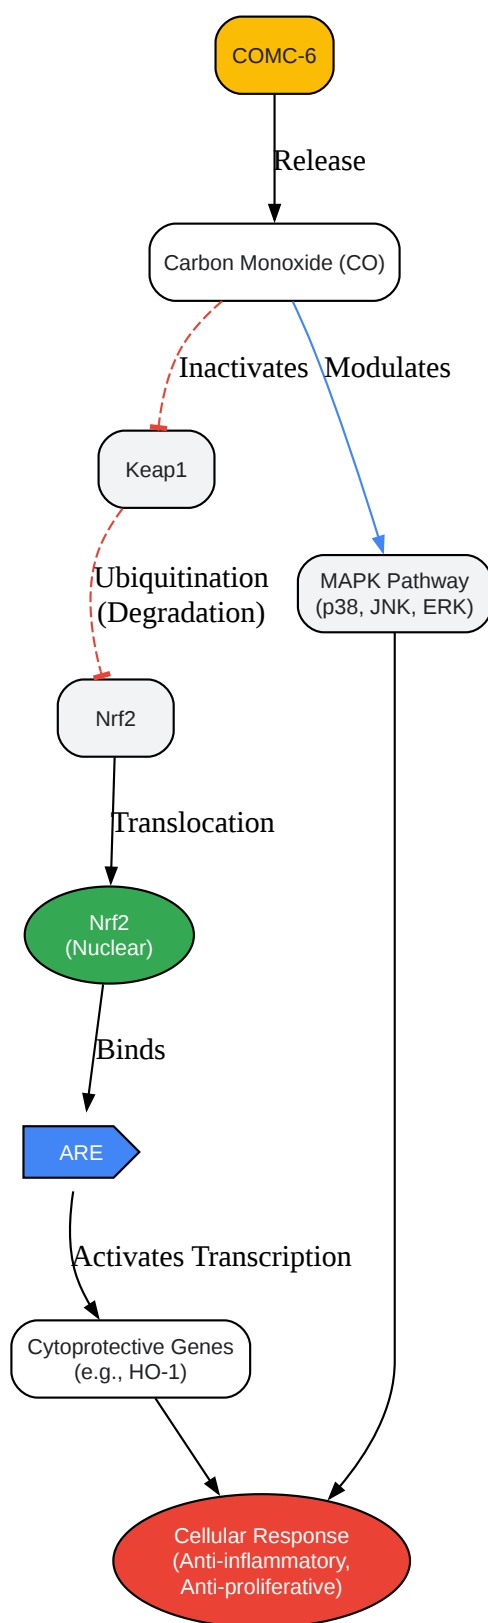 COMC-6
Release
Carbon Monoxide (CO)
Inactivates
Modulates
Keap1
Ubiquitination
(Degradation)
MAPK Pathway
(p38, JNK, ERK)
Nrf2
Translocation
Nrf2
(Nuclear)
Binds
ARE
Activates Transcription
Cytoprotective Genes
(e.g., HO-1)
Cellular Response
(Anti-inflammatory,
Anti-proliferative)